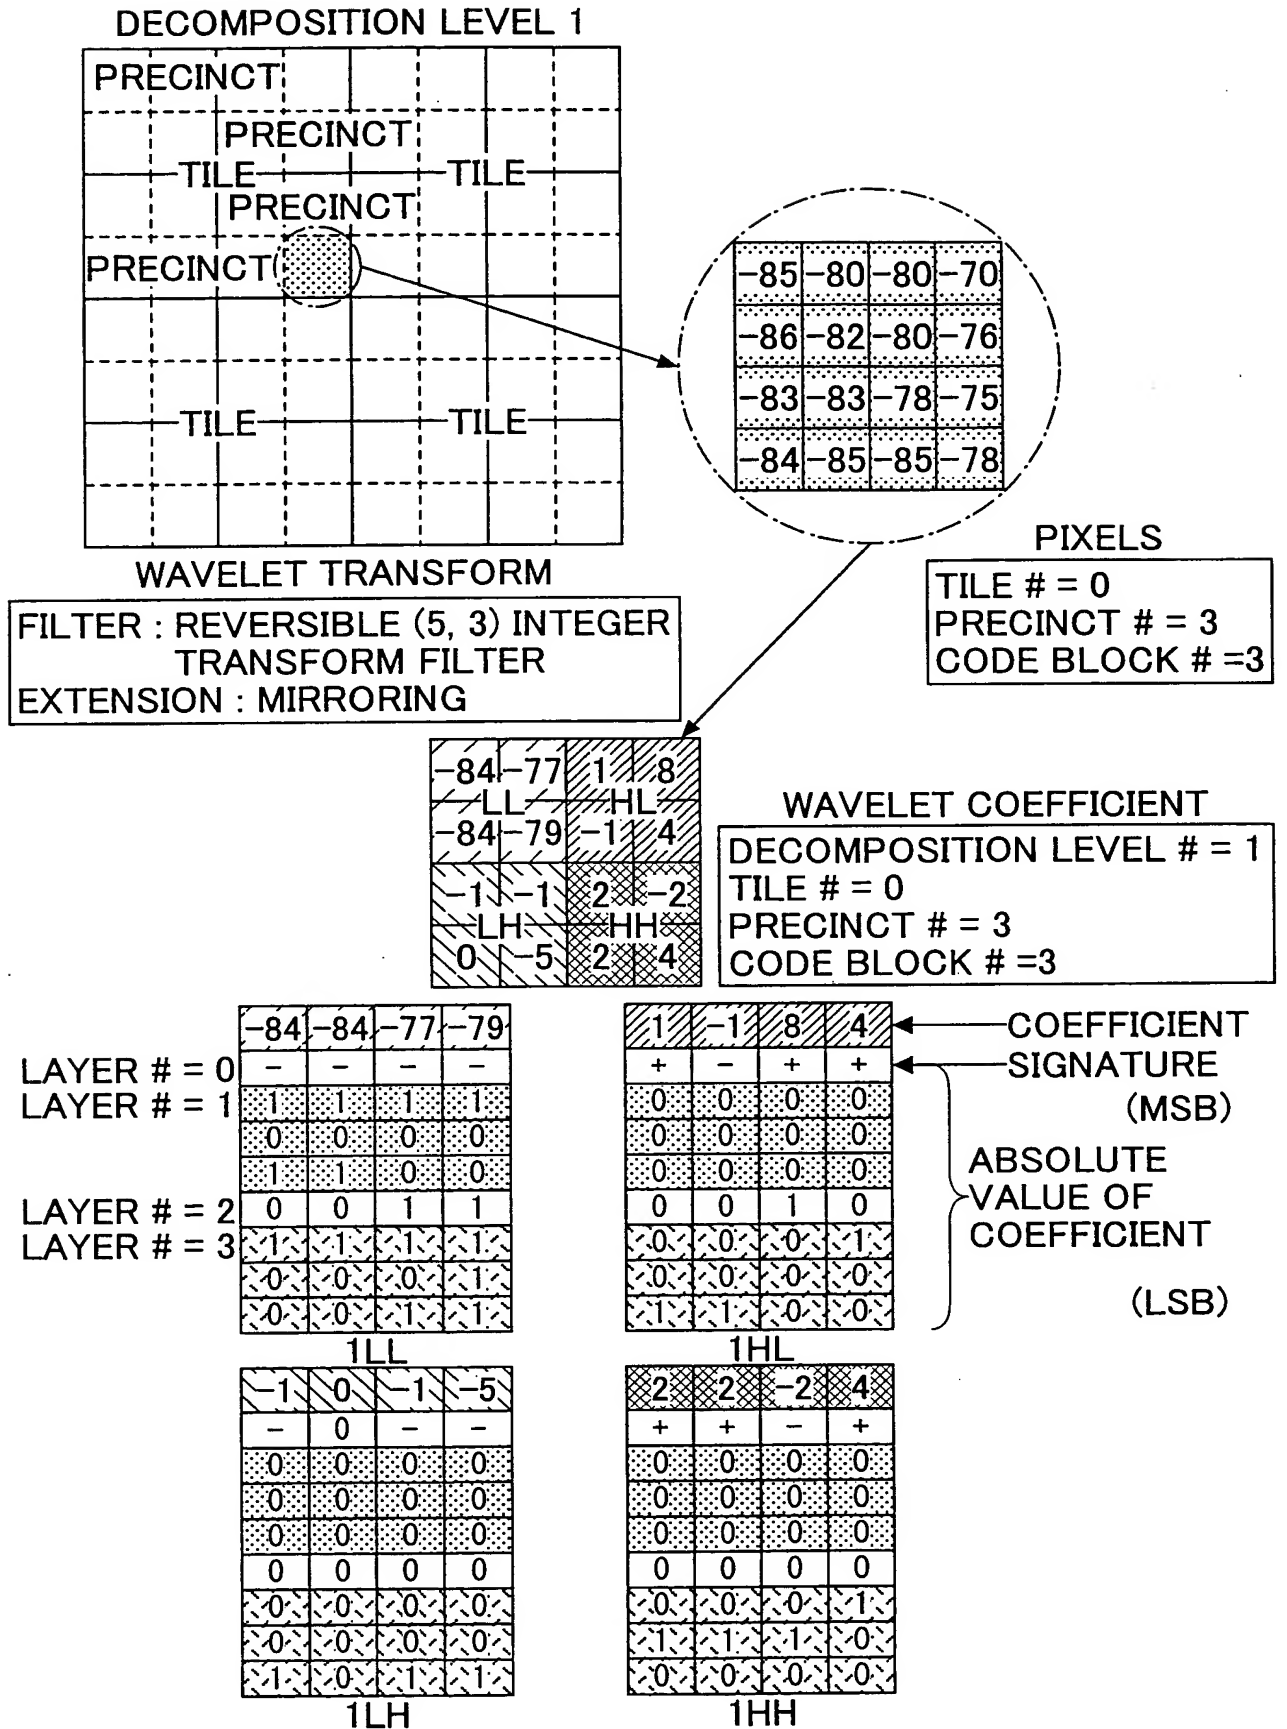 DECOMPOSITION LEVEL 1
PRECINCT
PRECINCT
TILE TILE
PRECINCT
PRECINCT
TILE TILE
-85 -80 -80 -70
-86 -82 -80 -76
-83 -83 -78 -75
-84 -85 -85 -78
PIXELS
TILE # = 0
PRECINCT # = 3
CODE BLOCK # =3
WAVELET TRANSFORM
FILTER : REVERSIBLE (5, 3) INTEGER
TRANSFORM FILTER
EXTENSION : MIRRORING
-84 -77 1 8
LL HL
-84 -79 -1 4
-1 -1 2 -2
LH HH
0 -5 2 4
WAVELET COEFFICIENT
DECOMPOSITION LEVEL # = 1
TILE # = 0
PRECINCT # = 3
CODE BLOCK # =3
-84 -84 -77 -79
LAYER # = 0 - - - -
LAYER # = 1 1 1 1 1
0 0 0 0
1 1 0 0
LAYER # = 2 0 0 1 1
LAYER # = 3 1 1 1 1
0 0 0 1
0 0 1 1
1LL
1 -1 8 4 COEFFICIENT
+ - + + SIGNATURE
0 0 0 0 (MSB)
0 0 0 0
0 0 0 0
0 0 1 0
0 0 0 1
0 0 0 0
1 1 0 0
1HL
ABSOLUTE
VALUE OF
COEFFICIENT
(LSB)
-1 0 -1 -5
- 0 - -
0 0 0 0
0 0 0 0
0 0 0 0
0 0 0 0
0 0 0 0
0 0 0 0
1 0 1 1
1LH
2 2 -2 4
+ + - +
0 0 0 0
0 0 0 0
0 0 0 0
0 0 0 0
0 0 0 1
1 1 1 0
0 0 0 0
1HH